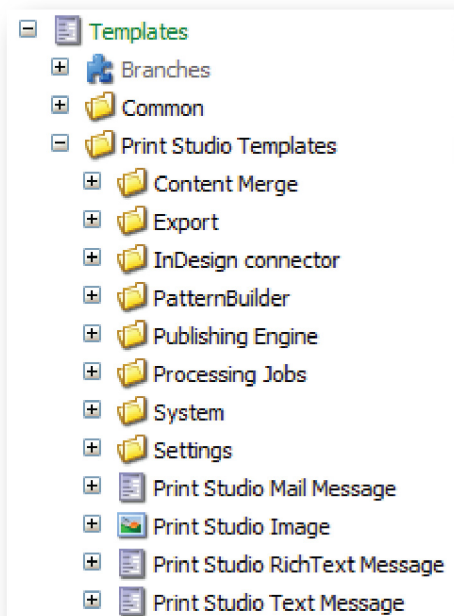 Templates
Branches
Common
Print Studio Templates
Content Merge
Export
InDesign connector
PatternBuilder
Publishing Engine
Processing Jobs
System
Settings
Print Studio Mail Message
Print Studio Image
Print Studio RichText Message
Print Studio Text Message